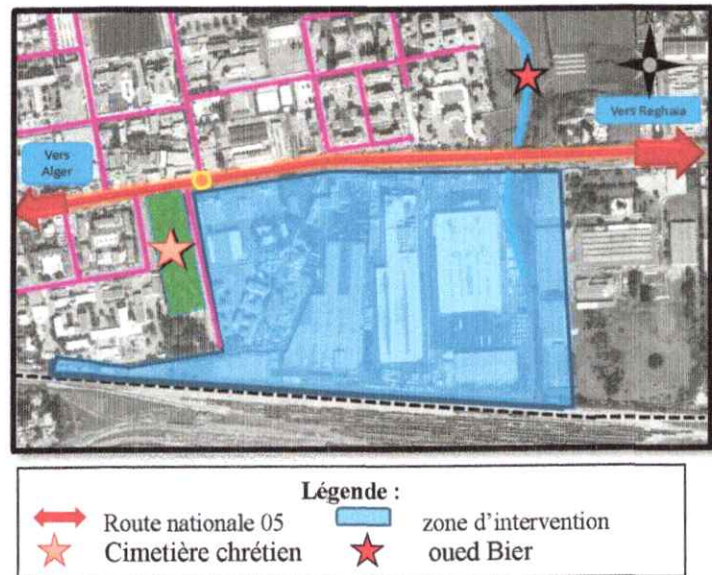 Vers Reghaia
Vers
Alger
Légende :
Route nationale 05
zone d'intervention
Cimetière chrétien
oued Bier